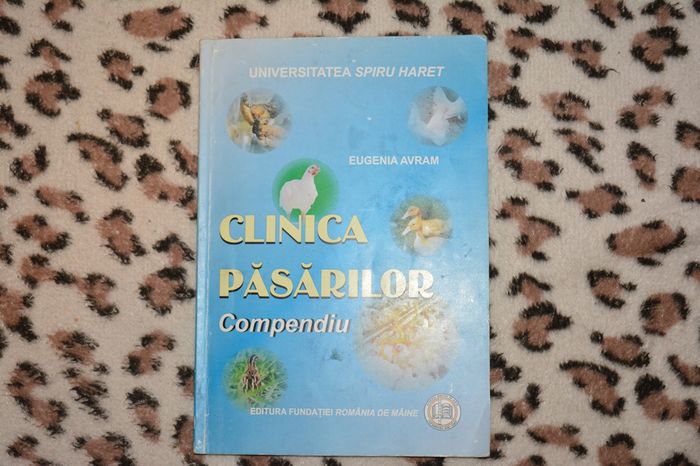 UNIVERSITATEA SPIRU HARET
EUGENIA AVRAM
CLINICA
PĂSĂRILOR
Compendiu
EDITURA FUNDAȚIEI ROMÂNIA DE MÂINE